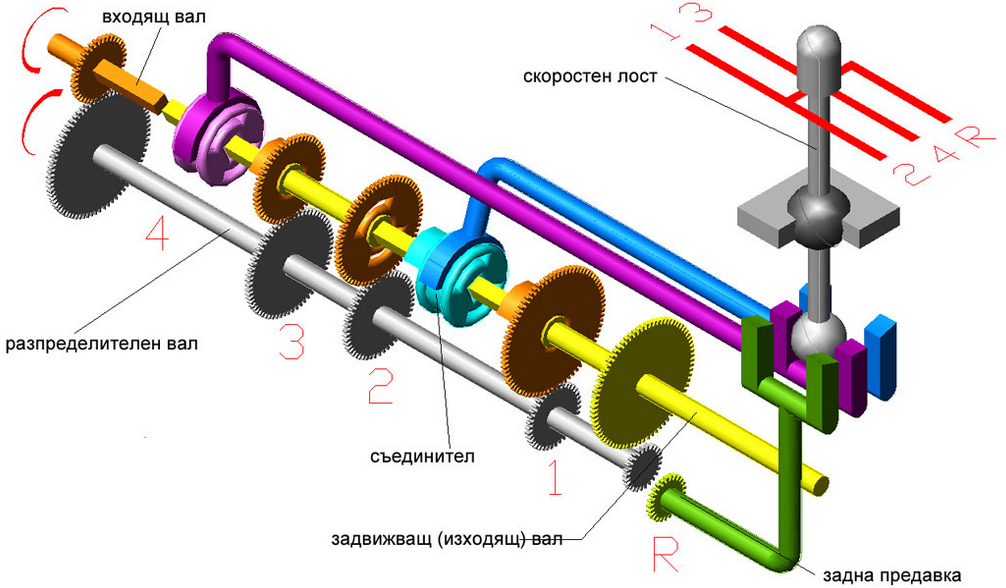 входящ вал
1 3
скоростен лост
2 4 R
4
разпределителен вал
3
2
съединител
1
задвижващ (изходящ) вал
R
задна предавка